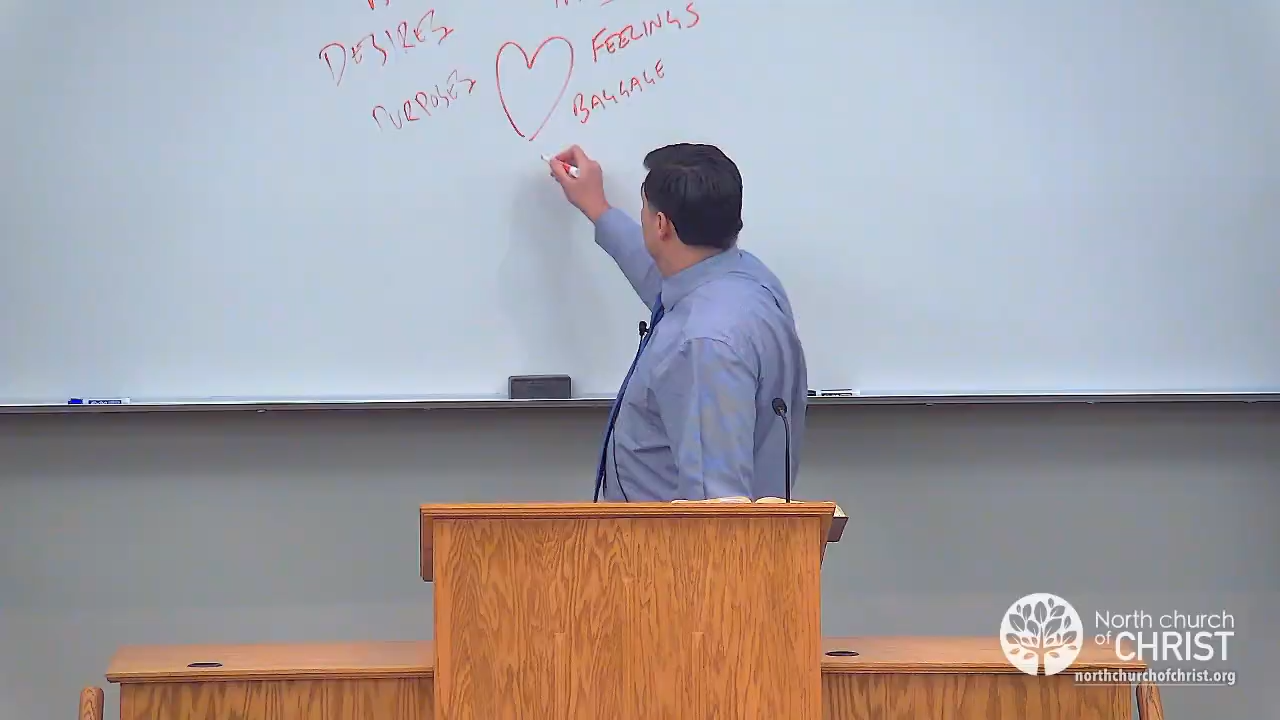 DESIRES
FEELINGS
PURPOSES
BAGGAGE
North church
of CHRIST
northchurchofchrist.org